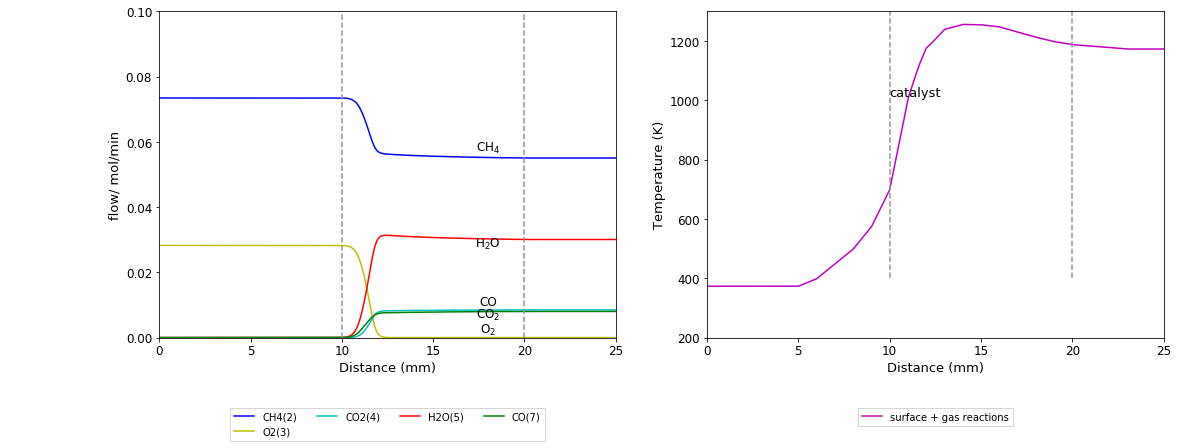 0.10
0.08
0.06
0.04
0.02
0.00
flow/ mol/min
CH₄
H₂O
CO
CO₂
O₂
0 5 10 15 20 25
Distance (mm)
CH4(2) CO2(4) H2O(5) CO(7)
O2(3)
1200
1000
800
600
400
200
Temperature (K)
catalyst
0 5 10 15 20 25
Distance (mm)
surface + gas reactions